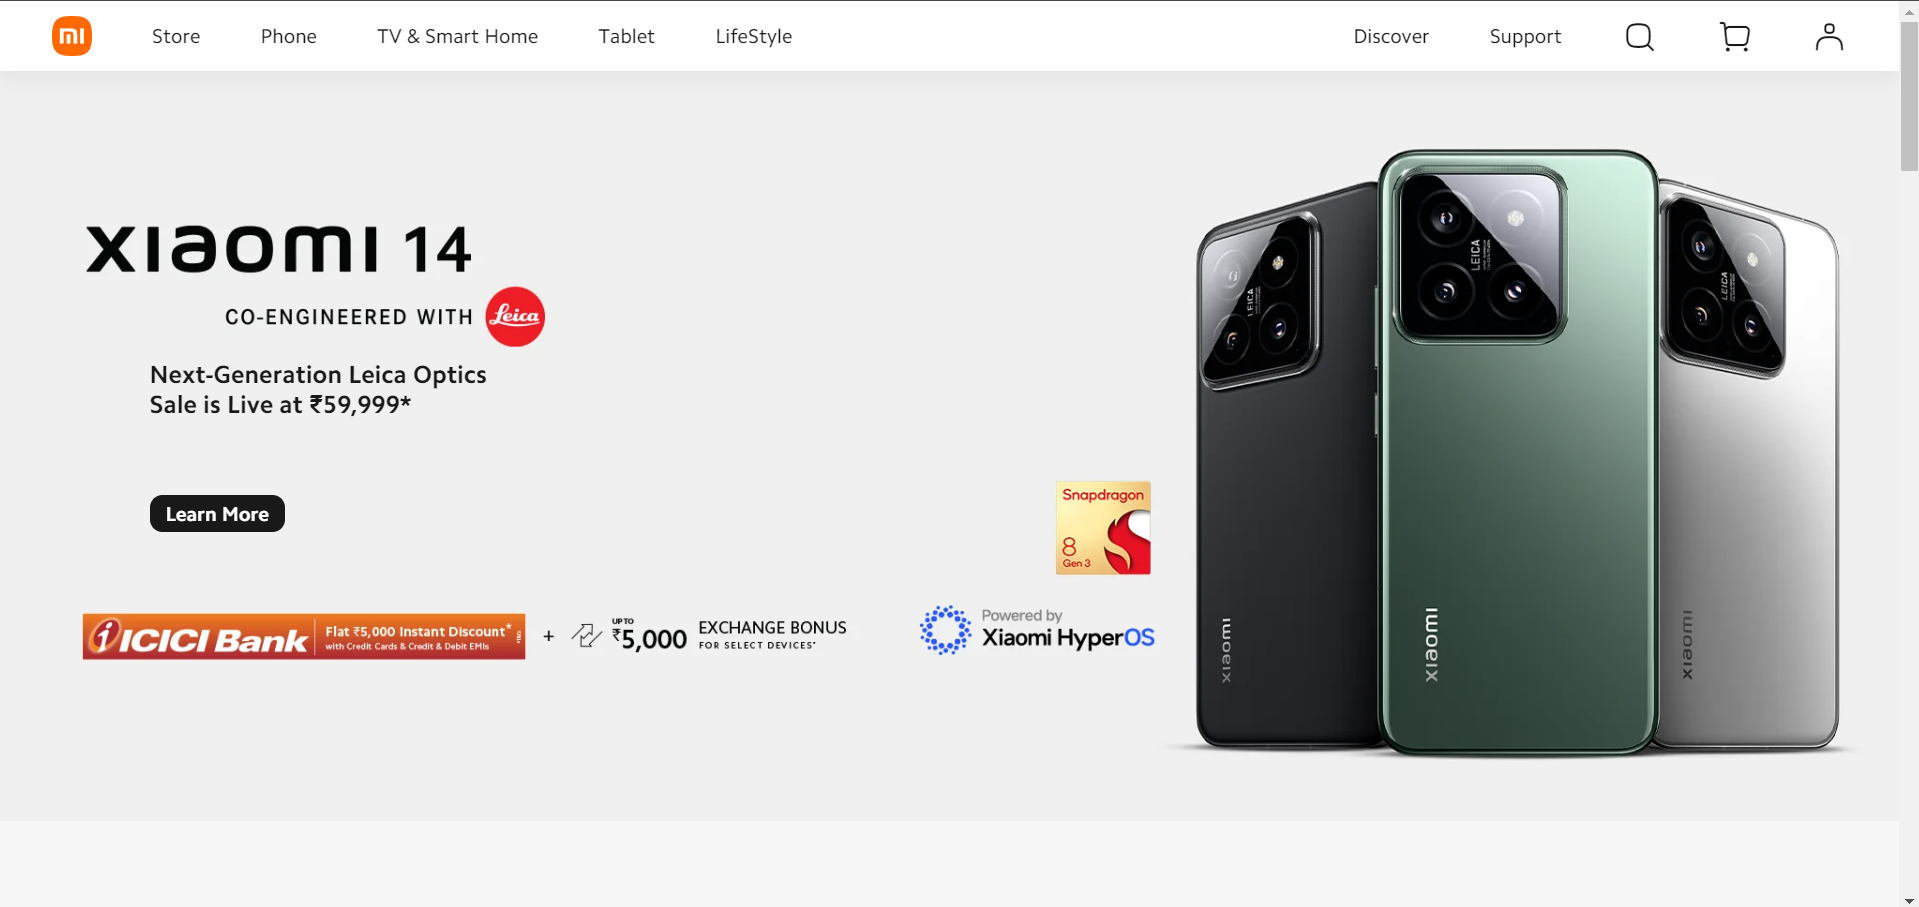 mi
Store
Phone
TV & Smart Home
Tablet
LifeStyle
Discover
Support
xiaomi 14
CO-ENGINEERED WITH Leica
Next-Generation Leica Optics
Sale is Live at ₹59,999*
Learn More
Snapdragon
8
Gen 3
ICICI Bank
Flat ₹5,000 Instant Discount*
with Credit Cards & Credit & Debit EMIs
+
UP TO
₹5,000
EXCHANGE BONUS
FOR SELECT DEVICES*
Powered by
Xiaomi HyperOS
LEICA
xiaomi
LEICA
xiaomi
LEICA
xiaomi